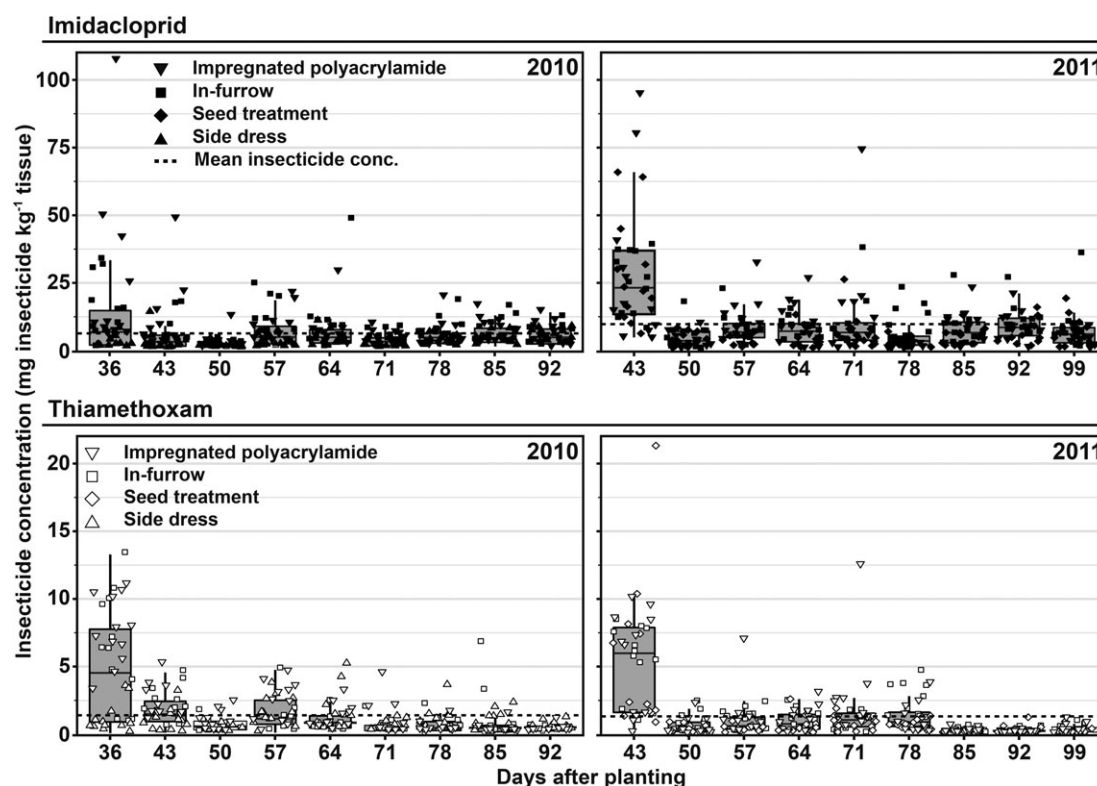 Imidacloprid
2010
Impregnated polyacrylamide
In-furrow
Seed treatment
Side dress
Mean insecticide conc.
100
75
50
25
0
36 43 50 57 64 71 78 85 92
2011
43 50 57 64 71 78 85 92 99
Insecticide concentration (mg insecticide kg⁻¹ tissue)
Thiamethoxam
2010
Impregnated polyacrylamide
In-furrow
Seed treatment
Side dress
20
15
10
5
0
36 43 50 57 64 71 78 85 92
2011
43 50 57 64 71 78 85 92 99
Days after planting